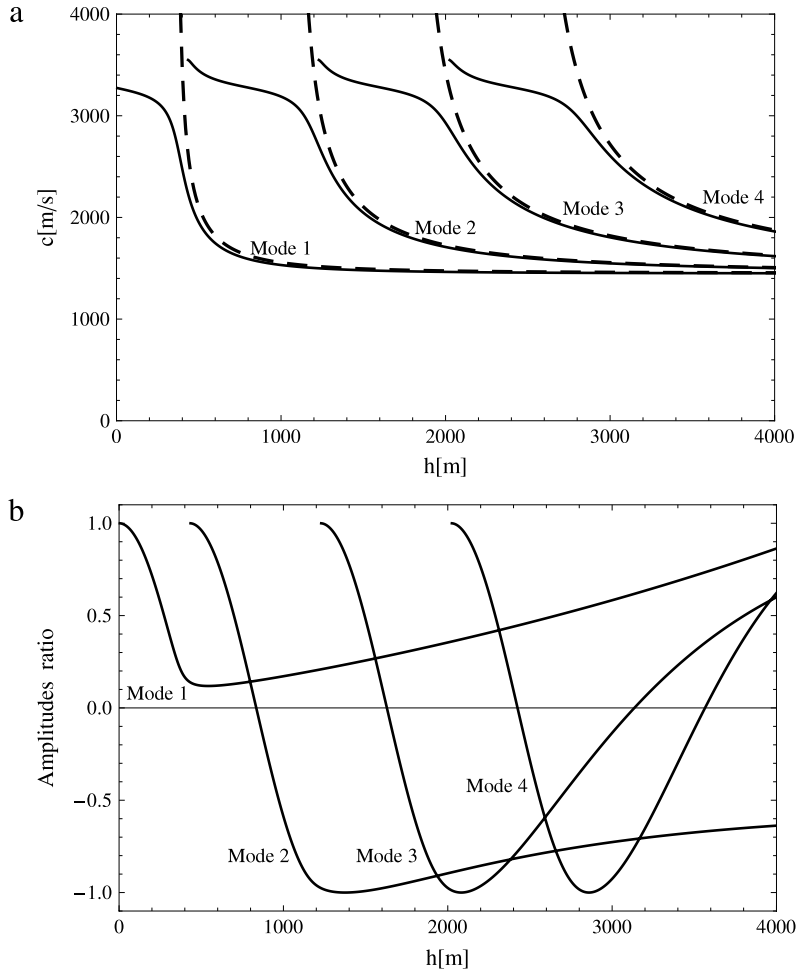 a
4000
3000
2000
1000
0
c[m/s]
Mode 1
Mode 2
Mode 3
Mode 4
0 1000 2000 3000 4000
h[m]
b
1.0
0.5
0.0
−0.5
−1.0
Amplitudes ratio
Mode 1
Mode 2
Mode 3
Mode 4
0 1000 2000 3000 4000
h[m]